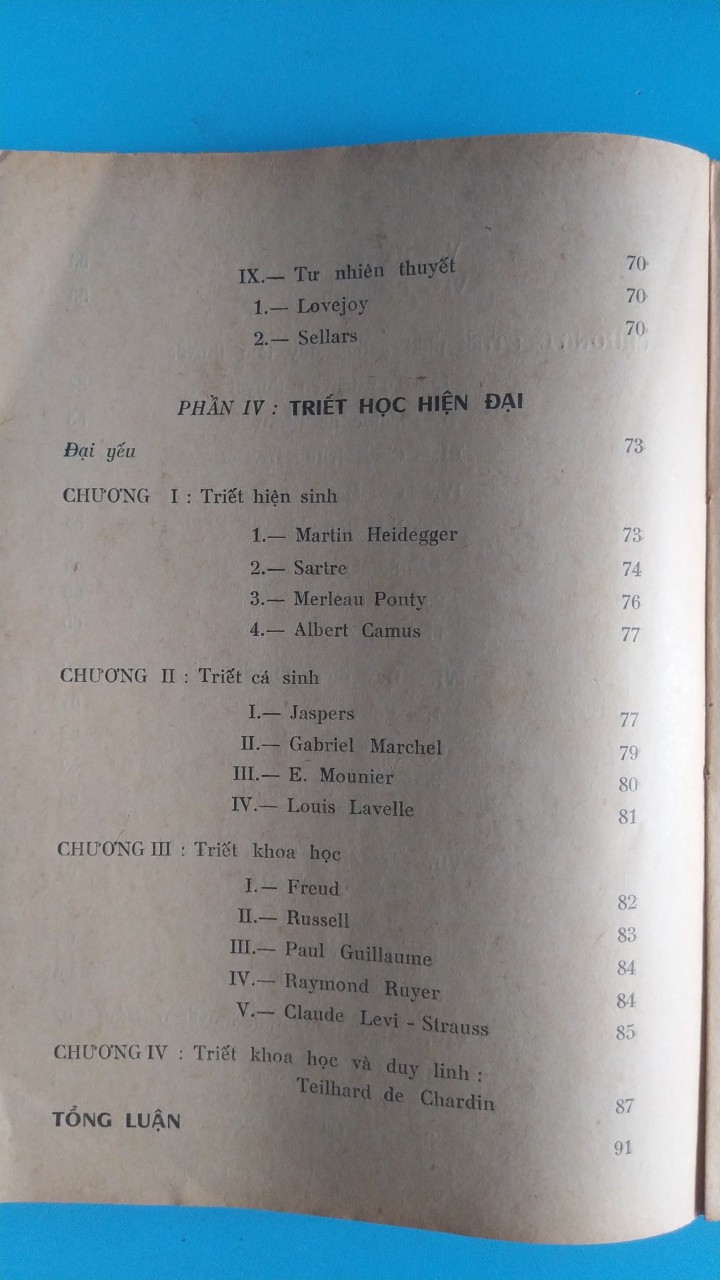 IX.— Tư nhiên thuyết 70
1.— Lovejoy 70
2.— Sellars 70
PHẦN IV : TRIẾT HỌC HIỆN ĐẠI
Đại yếu 73
CHƯƠNG I : Triết hiện sinh
1.— Martin Heidegger 73
2.— Sartre 74
3.— Merleau Ponty 76
4.— Albert Camus 77
CHƯƠNG II : Triết cá sinh
I.— Jaspers 77
II.— Gabriel Marchel 79
III.— E. Mounier 80
IV.— Louis Lavelle 81
CHƯƠNG III : Triết khoa học
I.— Freud 82
II.— Russell 83
III.— Paul Guillaume 84
IV.— Raymond Ruyer 84
V.— Claude Levi - Strauss 85
CHƯƠNG IV : Triết khoa học và duy linh :
Teilhard de Chardin 87
TỔNG LUẬN 91